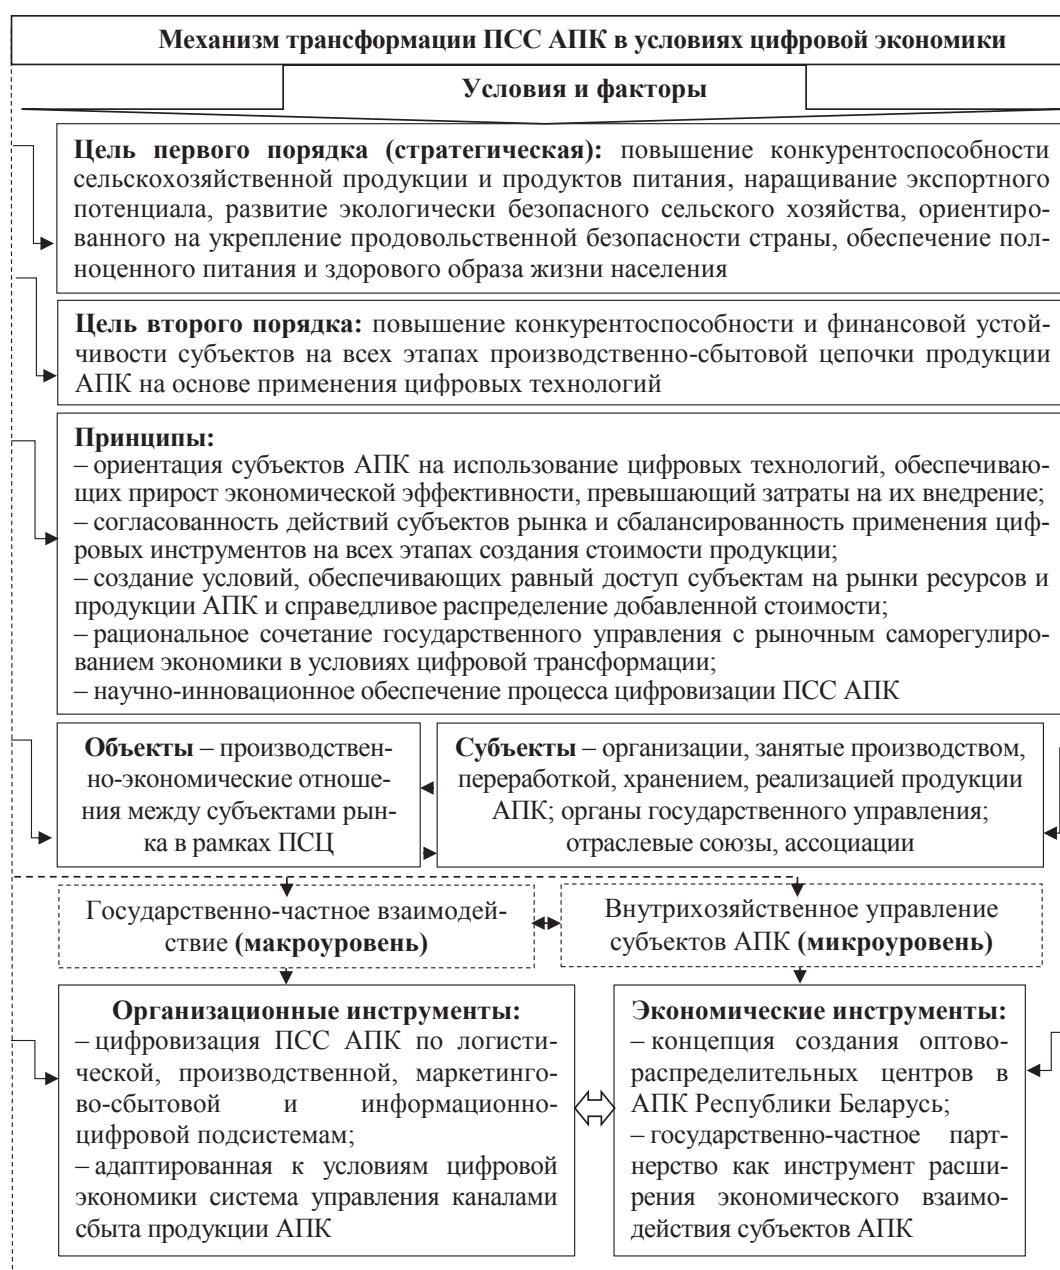 Механизм трансформации ПСС АПК в условиях цифровой экономики
Условия и факторы
Цель первого порядка (стратегическая): повышение конкурентоспособности
сельскохозяйственной продукции и продуктов питания, наращивание экспортного
потенциала, развитие экологически безопасного сельского хозяйства, ориентиро-
ванного на укрепление продовольственной безопасности страны, обеспечение пол-
ноценного питания и здорового образа жизни населения
Цель второго порядка: повышение конкурентоспособности и финансовой устой-
чивости субъектов на всех этапах производственно-сбытовой цепочки продукции
АПК на основе применения цифровых технологий
Принципы:
– ориентация субъектов АПК на использование цифровых технологий, обеспечиваю-
щих прирост экономической эффективности, превышающий затраты на их внедрение;
– согласованность действий субъектов рынка и сбалансированность применения циф-
ровых инструментов на всех этапах создания стоимости продукции;
– создание условий, обеспечивающих равный доступ субъектам на рынки ресурсов и
продукции АПК и справедливое распределение добавленной стоимости;
– рациональное сочетание государственного управления с рыночным саморегулиро-
ванием экономики в условиях цифровой трансформации;
– научно-инновационное обеспечение процесса цифровизации ПСС АПК
Объекты – производствен-
но-экономические отноше-
ния между субъектами рын-
ка в рамках ПСЦ
Субъекты – организации, занятые производством,
переработкой, хранением, реализацией продукции
АПК; органы государственного управления;
отраслевые союзы, ассоциации
Государственно-частное взаимодей-
ствие (макроуровень)
Внутрихозяйственное управление
субъектов АПК (микроуровень)
Организационные инструменты:
– цифровизация ПСС АПК по логисти-
ческой, производственной, маркетинго-
во-сбытовой и информационно-
цифровой подсистемам;
– адаптированная к условиям цифровой
экономики система управления каналами
сбыта продукции АПК
Экономические инструменты:
– концепция создания оптово-
распределительных центров в
АПК Республики Беларусь;
– государственно-частное парт-
нерство как инструмент расши-
рения экономического взаимо-
действия субъектов АПК